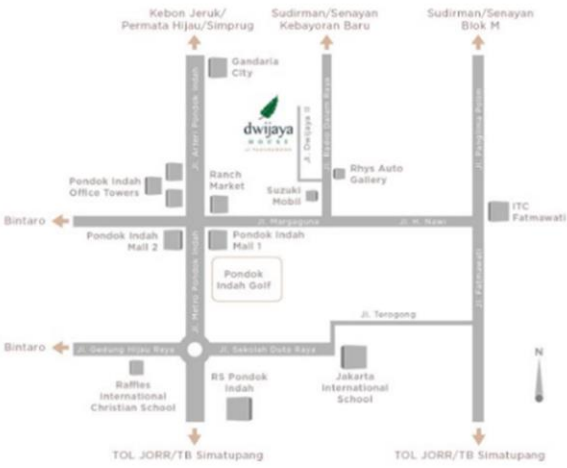 Kebon Jeruk/
Permata Hijau/Simprug
Sudirman/Senayan
Kebayoran Baru
Sudirman/Senayan
Blok M
Gandaria
City
Jl. Arteri Pondok Indah
dwijaya
HOUSE
Jl. Dwijaya II
Jl. Radio Dalam Raya
Jl. Panglima Polim
Rhys Auto
Gallery
Ranch
Market
Suzuki
Mobil
Pondok Indah
Office Towers
ITC
Fatmawati
Bintaro
Jl. Margaguna
Jl. H. Nawi
Pondok Indah
Mall 2
Pondok Indah
Mall 1
Jl. Metro Pondok Indah
Pondok
Indah Golf
Jl. Fatmawati
Jl. Terogong
Bintaro
Jl. Gedung Hijau Raya
Jl. Sekolah Duta Raya
N
Raffles
International
Christian School
RS Pondok
Indah
Jakarta
International
School
TOL JORR/TB Simatupang
TOL JORR/TB Simatupang